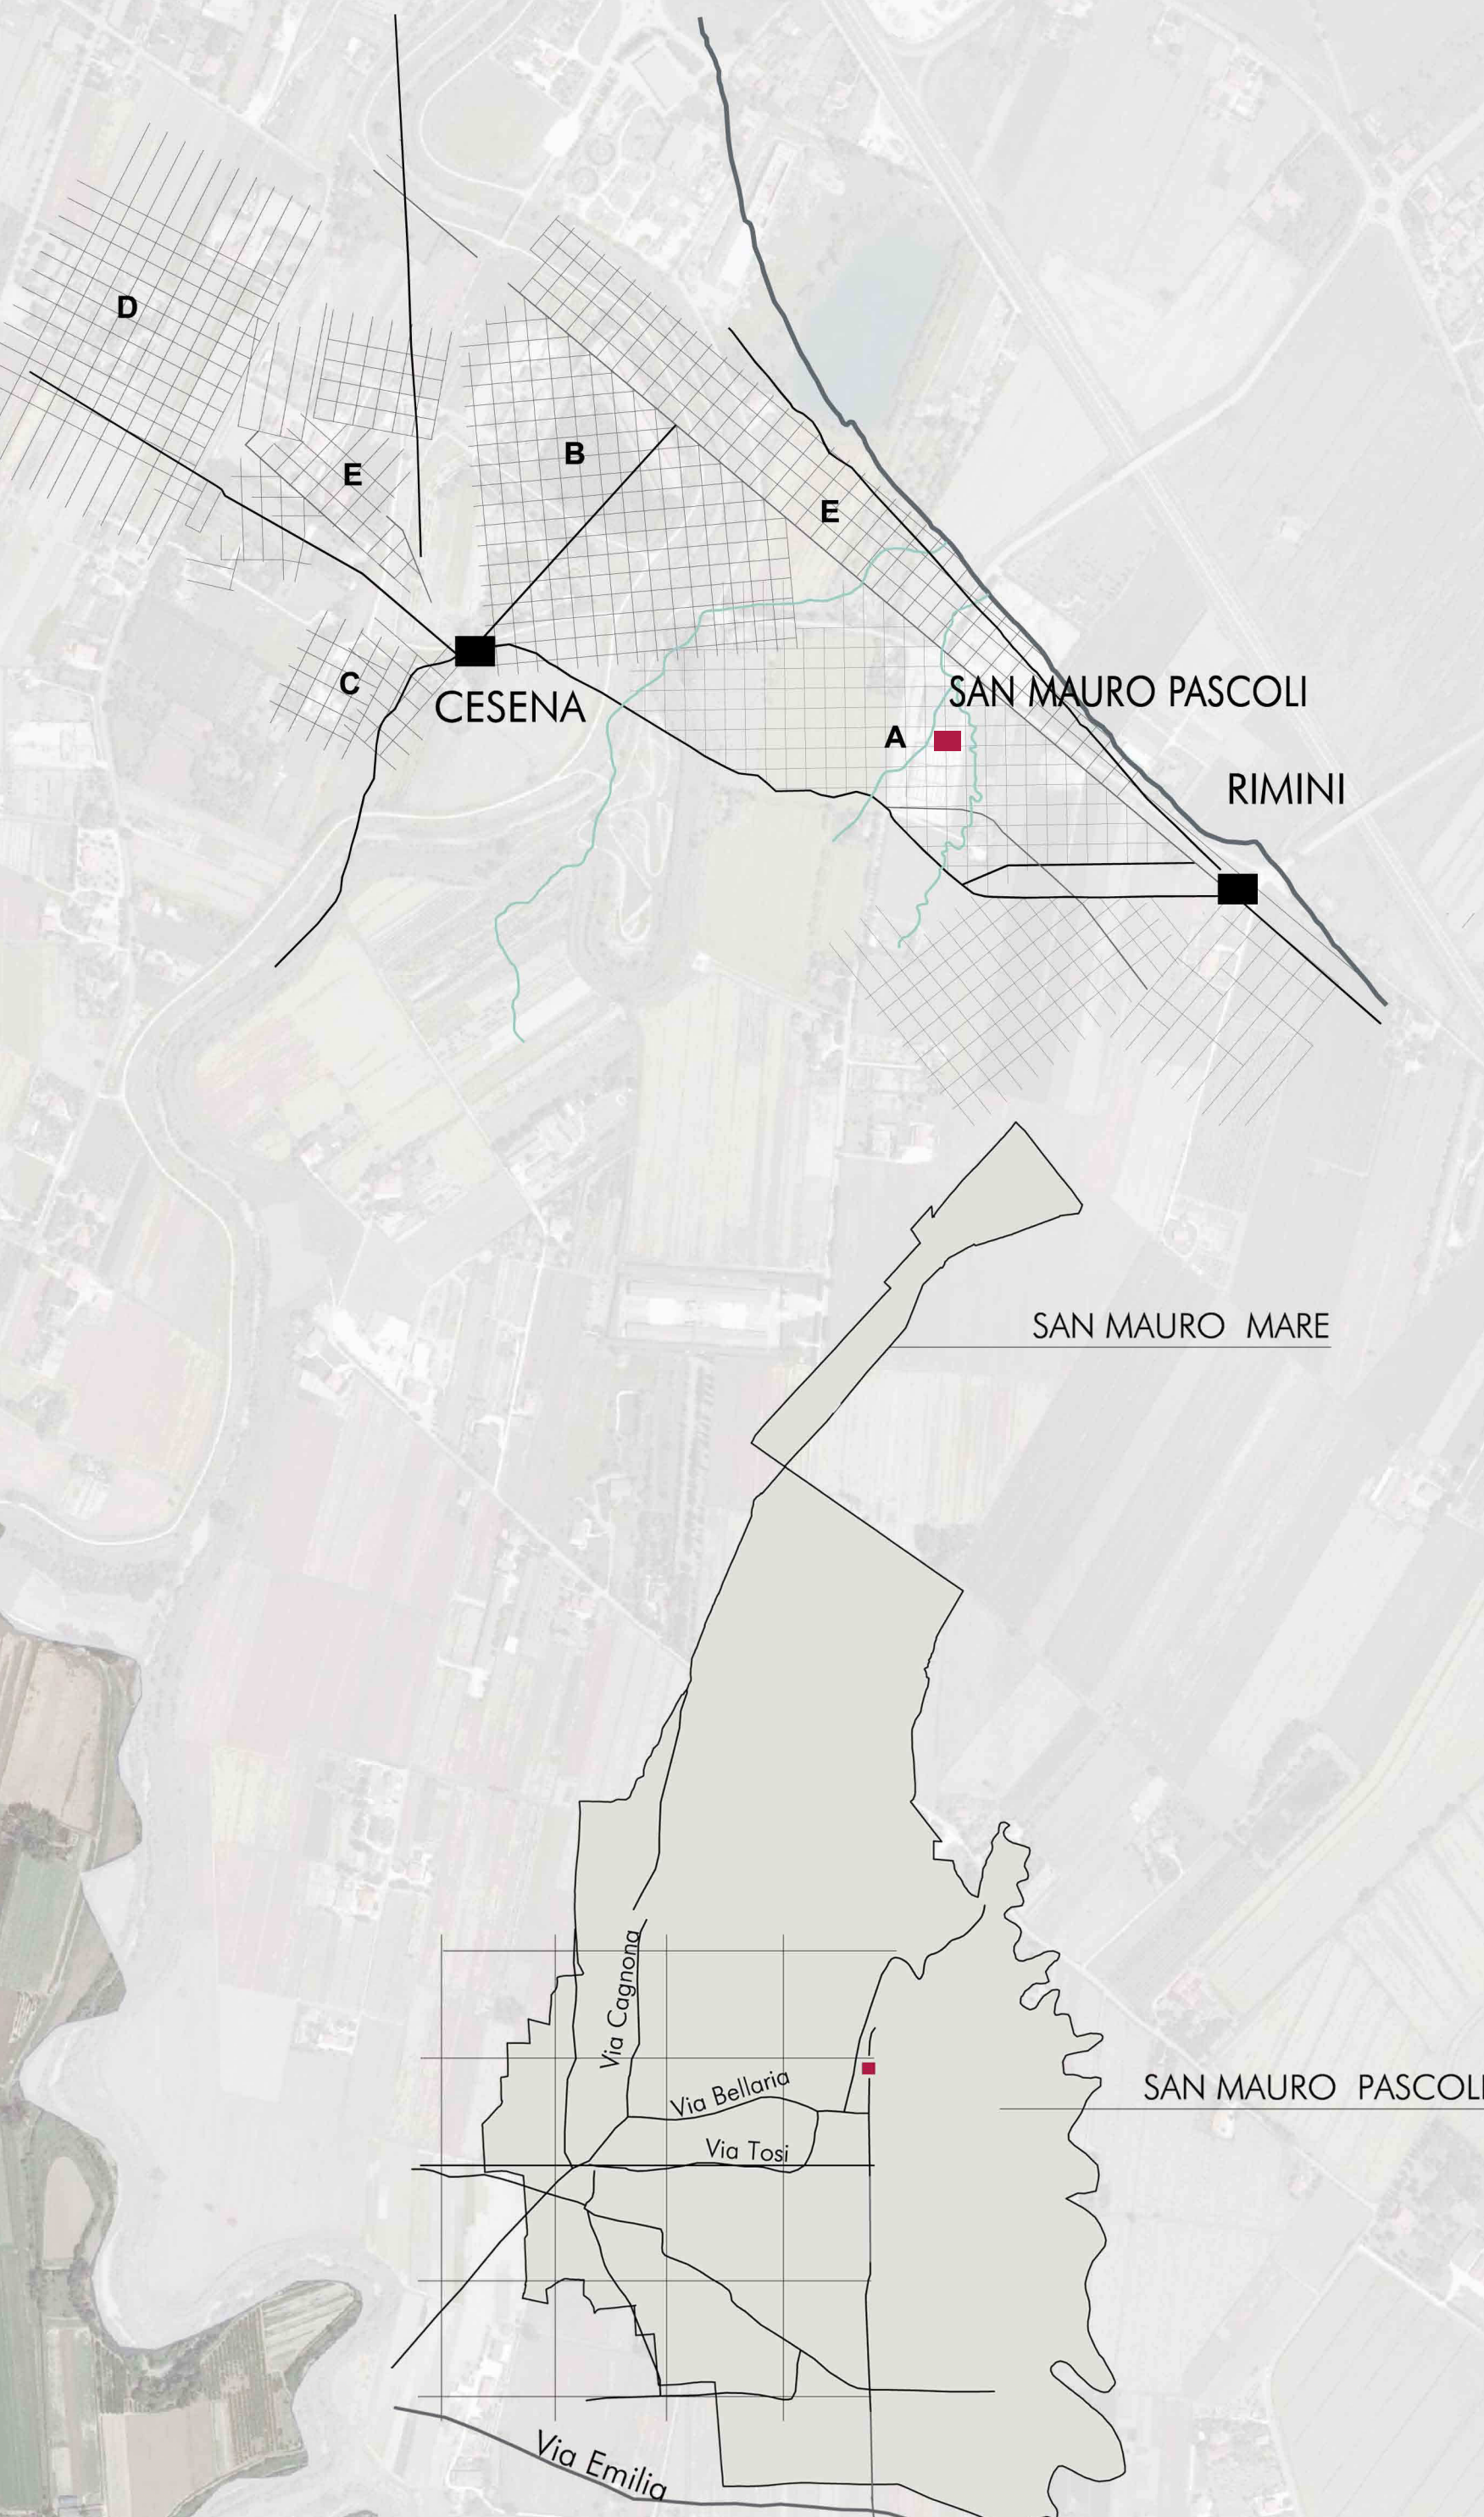 D
B
E
E
C
CESENA
SAN MAURO PASCOLI
A
RIMINI
SAN MAURO MARE
Via Cagnona
Via Bellaria
SAN MAURO PASCOLI
Via Tosi
Via Emilia